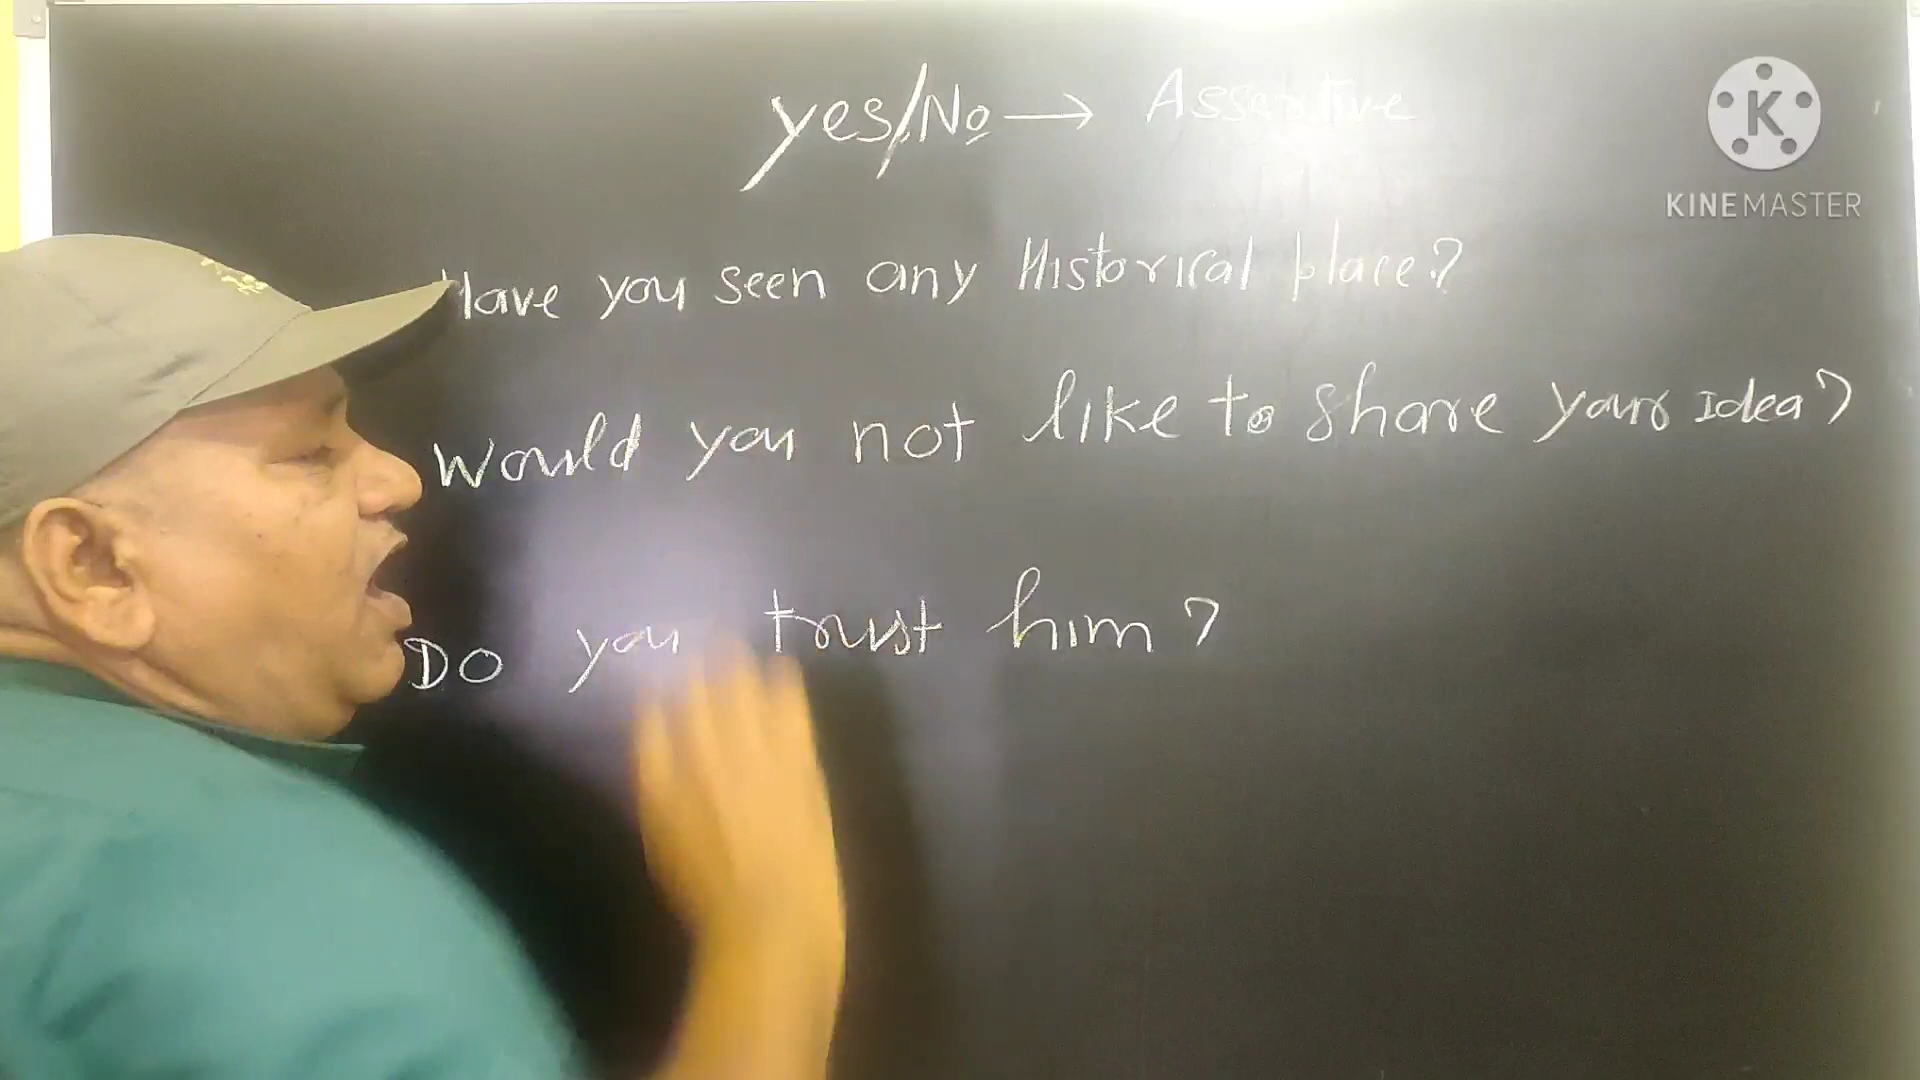 yes/No → Assertive
K
KINEMASTER
Have you seen any Historical place?
Would you not like to share your idea?
Do you trust him?